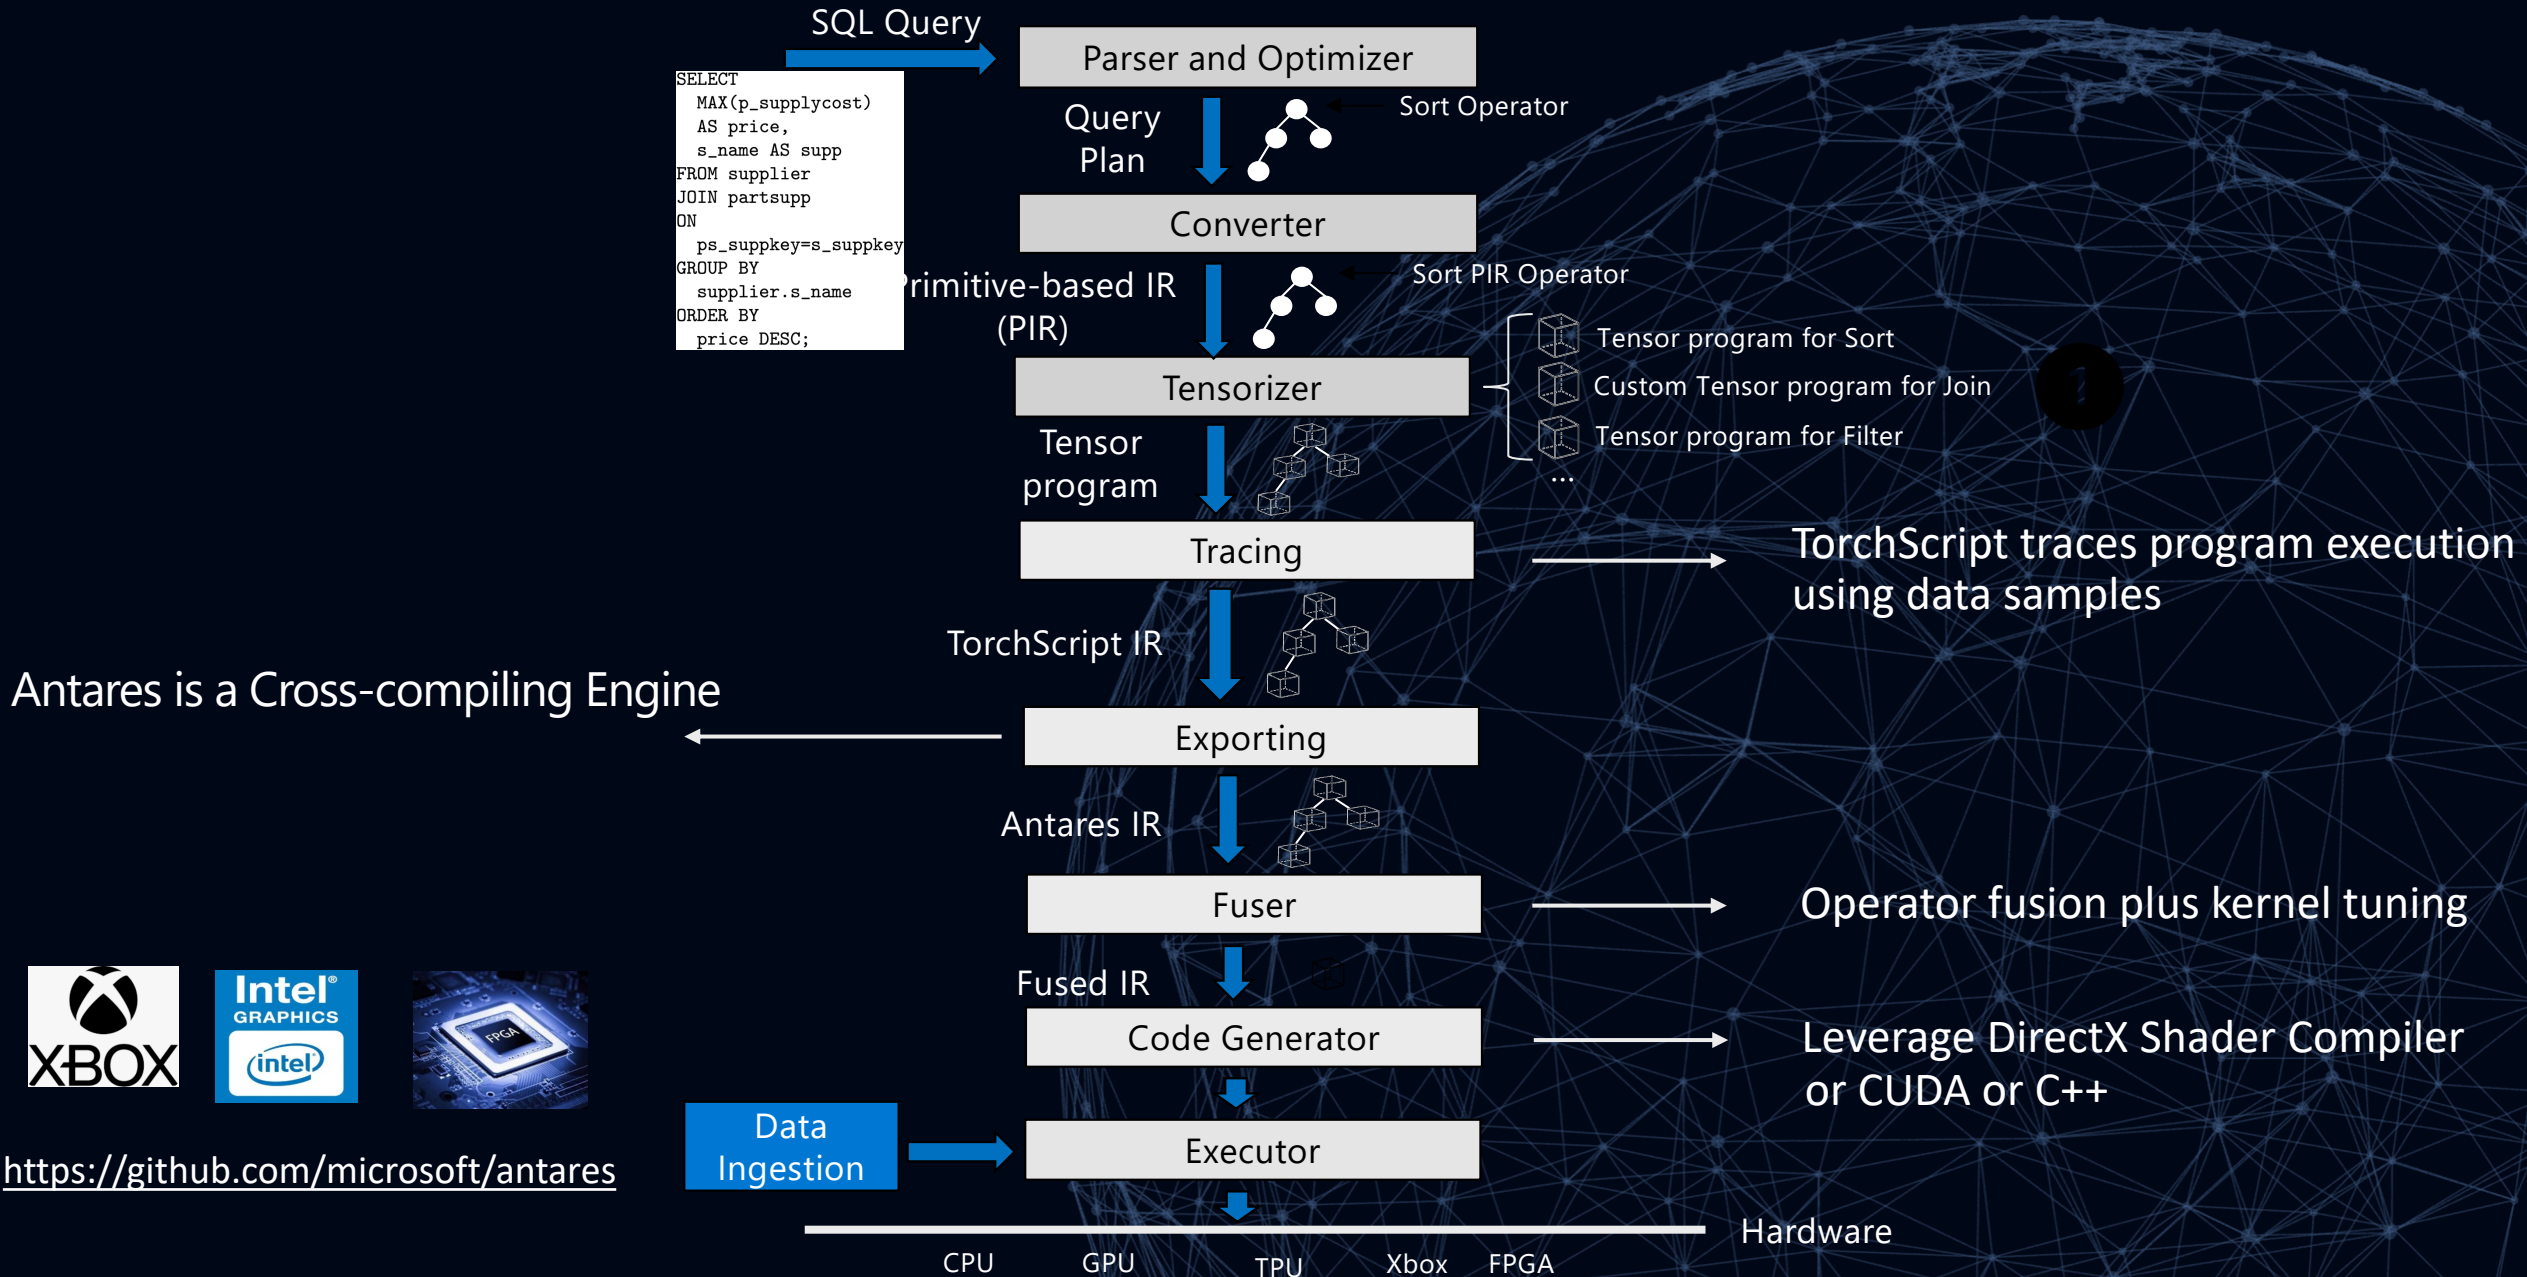 SQL Query
Parser and Optimizer
SELECT
MAX(p_supplycost)
AS price,
s_name AS supp
FROM supplier
JOIN partsupp
ON
ps_suppkey=s_suppkey
GROUP BY
supplier.s_name
ORDER BY
price DESC;
Query
Plan
Sort Operator
Converter
Primitive-based IR
(PIR)
Sort PIR Operator
Tensorizer
Tensor program for Sort
Custom Tensor program for Join
Tensor program for Filter
...
1
Tensor
program
Tracing
TorchScript traces program execution
using data samples
TorchScript IR
Antares is a Cross-compiling Engine
Exporting
Antares IR
Fuser
Operator fusion plus kernel tuning
Fused IR
Code Generator
Leverage DirectX Shader Compiler
or CUDA or C++
XBOX
Intel®
GRAPHICS
(intel)
FPGA
https://github.com/microsoft/antares
Data
Ingestion
Executor
Hardware
CPU GPU TPU Xbox FPGA